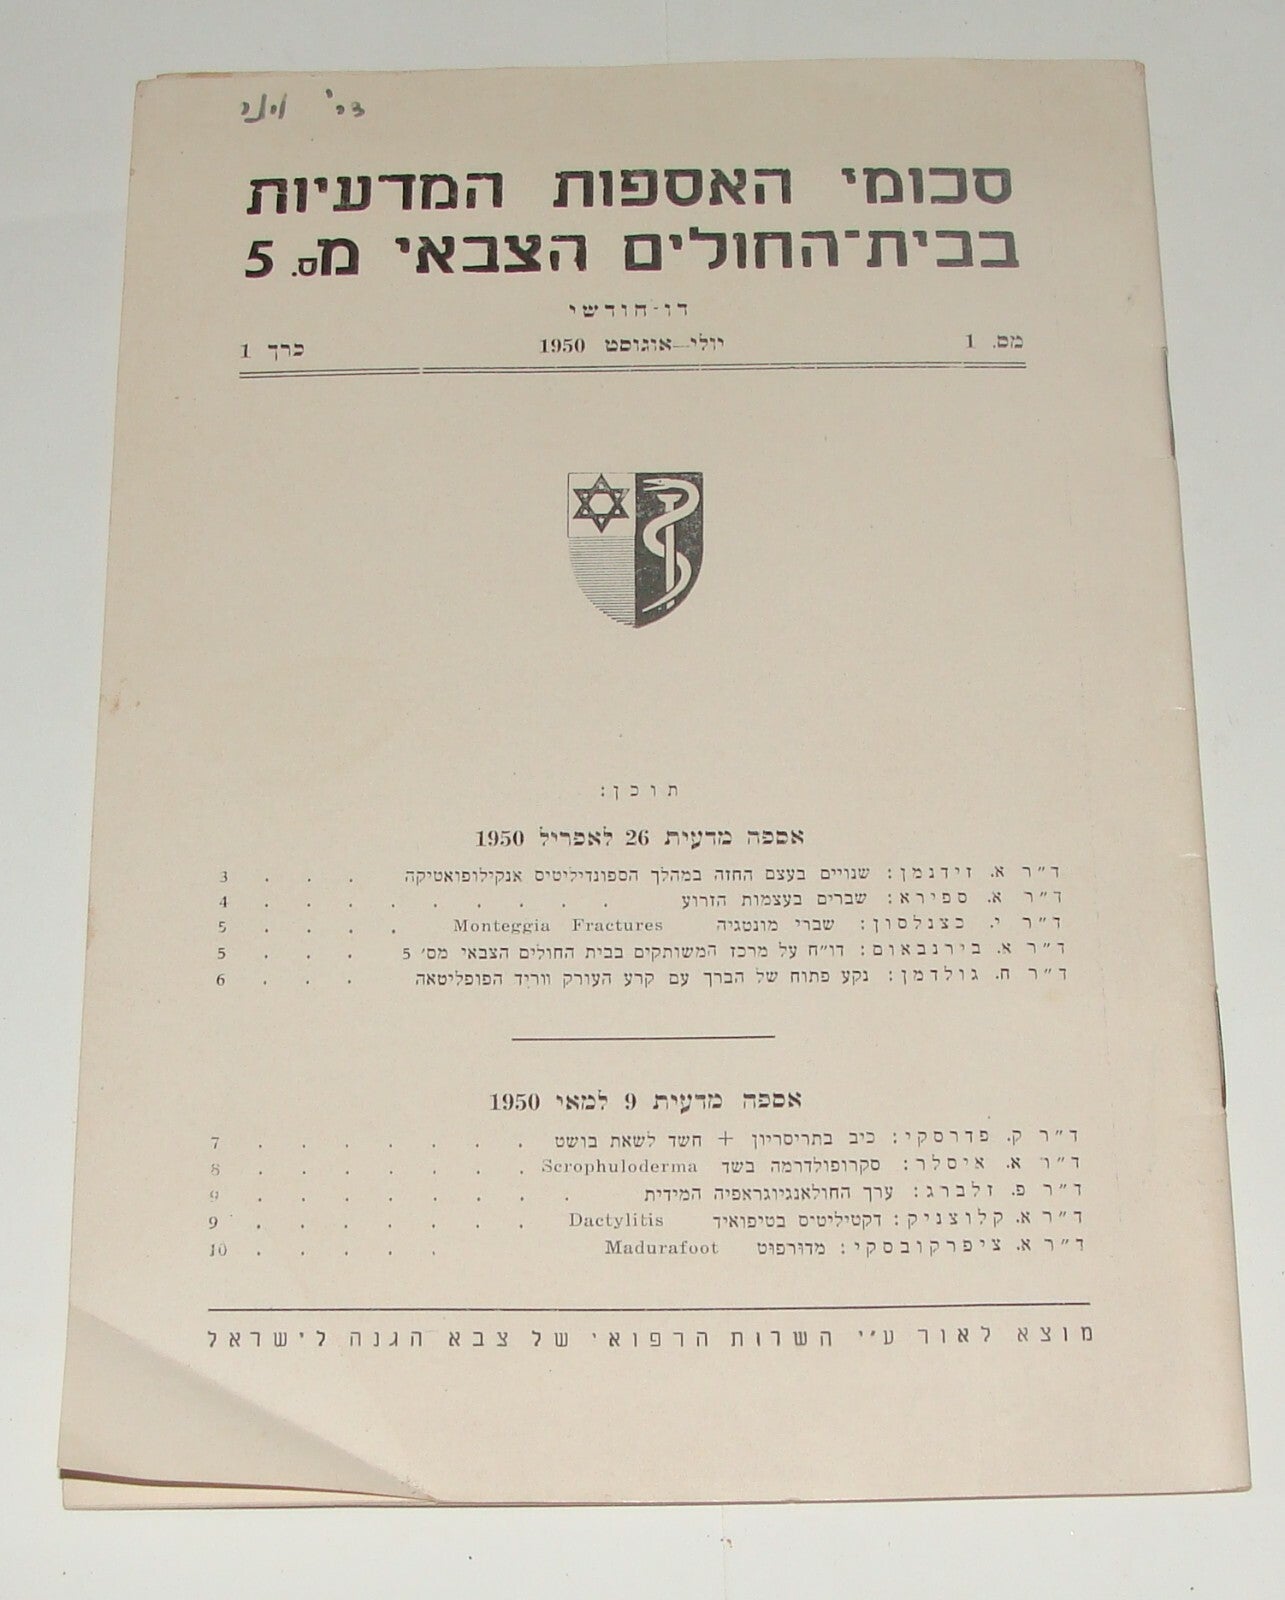 סכומי האספות המדעיות
בבית־החולים הצבאי מס. 5
דו-חודשי
מס. 1 יולי—אוגוסט 1950 כרך 1
תוכן:
אספה מדעית 26 לאפריל 1950
ד״ר א. זידנמן: שנויים בעצם החזה במהלך הספונדיליטיס אנקילופואטיקה . . . 3
ד״ר א. ספירא: שברים בעצמות הזרוע . . . . . . . . . 4
ד״ר י. כצנלסון: שברי מונטגיה Monteggia Fractures . . . . 5
ד״ר א. בירנבאום: דו״ח על מרכז המשותקים בבית החולים הצבאי מס׳ 5 . . . 5
ד״ר ח. גולדמן: נקע פתוח של הברך עם קרע העורק ווריד הפופליטאה . . . 6
אספה מדעית 9 למאי 1950
ד״ר ק. פדרסקי: כיב בתריסריון + חשד לשאת בושט . . . . . . . 7
ד״ר א. איסלר: סקרופולדרמה בשד Scrophuloderma . . . . . . . 8
ד״ר פ. זלברג: ערך החולאנגיוגראפיה המידית . . . . . . . . 9
ד״ר א. קלוצניק: דקטיליטיס בטיפואיד Dactylitis . . . . . . . 9
ד״ר א. ציפרקובסקי: מדורפוט Madurafoot . . . . . 10
מוצא לאור ע״י השרות הרפואי של צבא הגנה לישראל